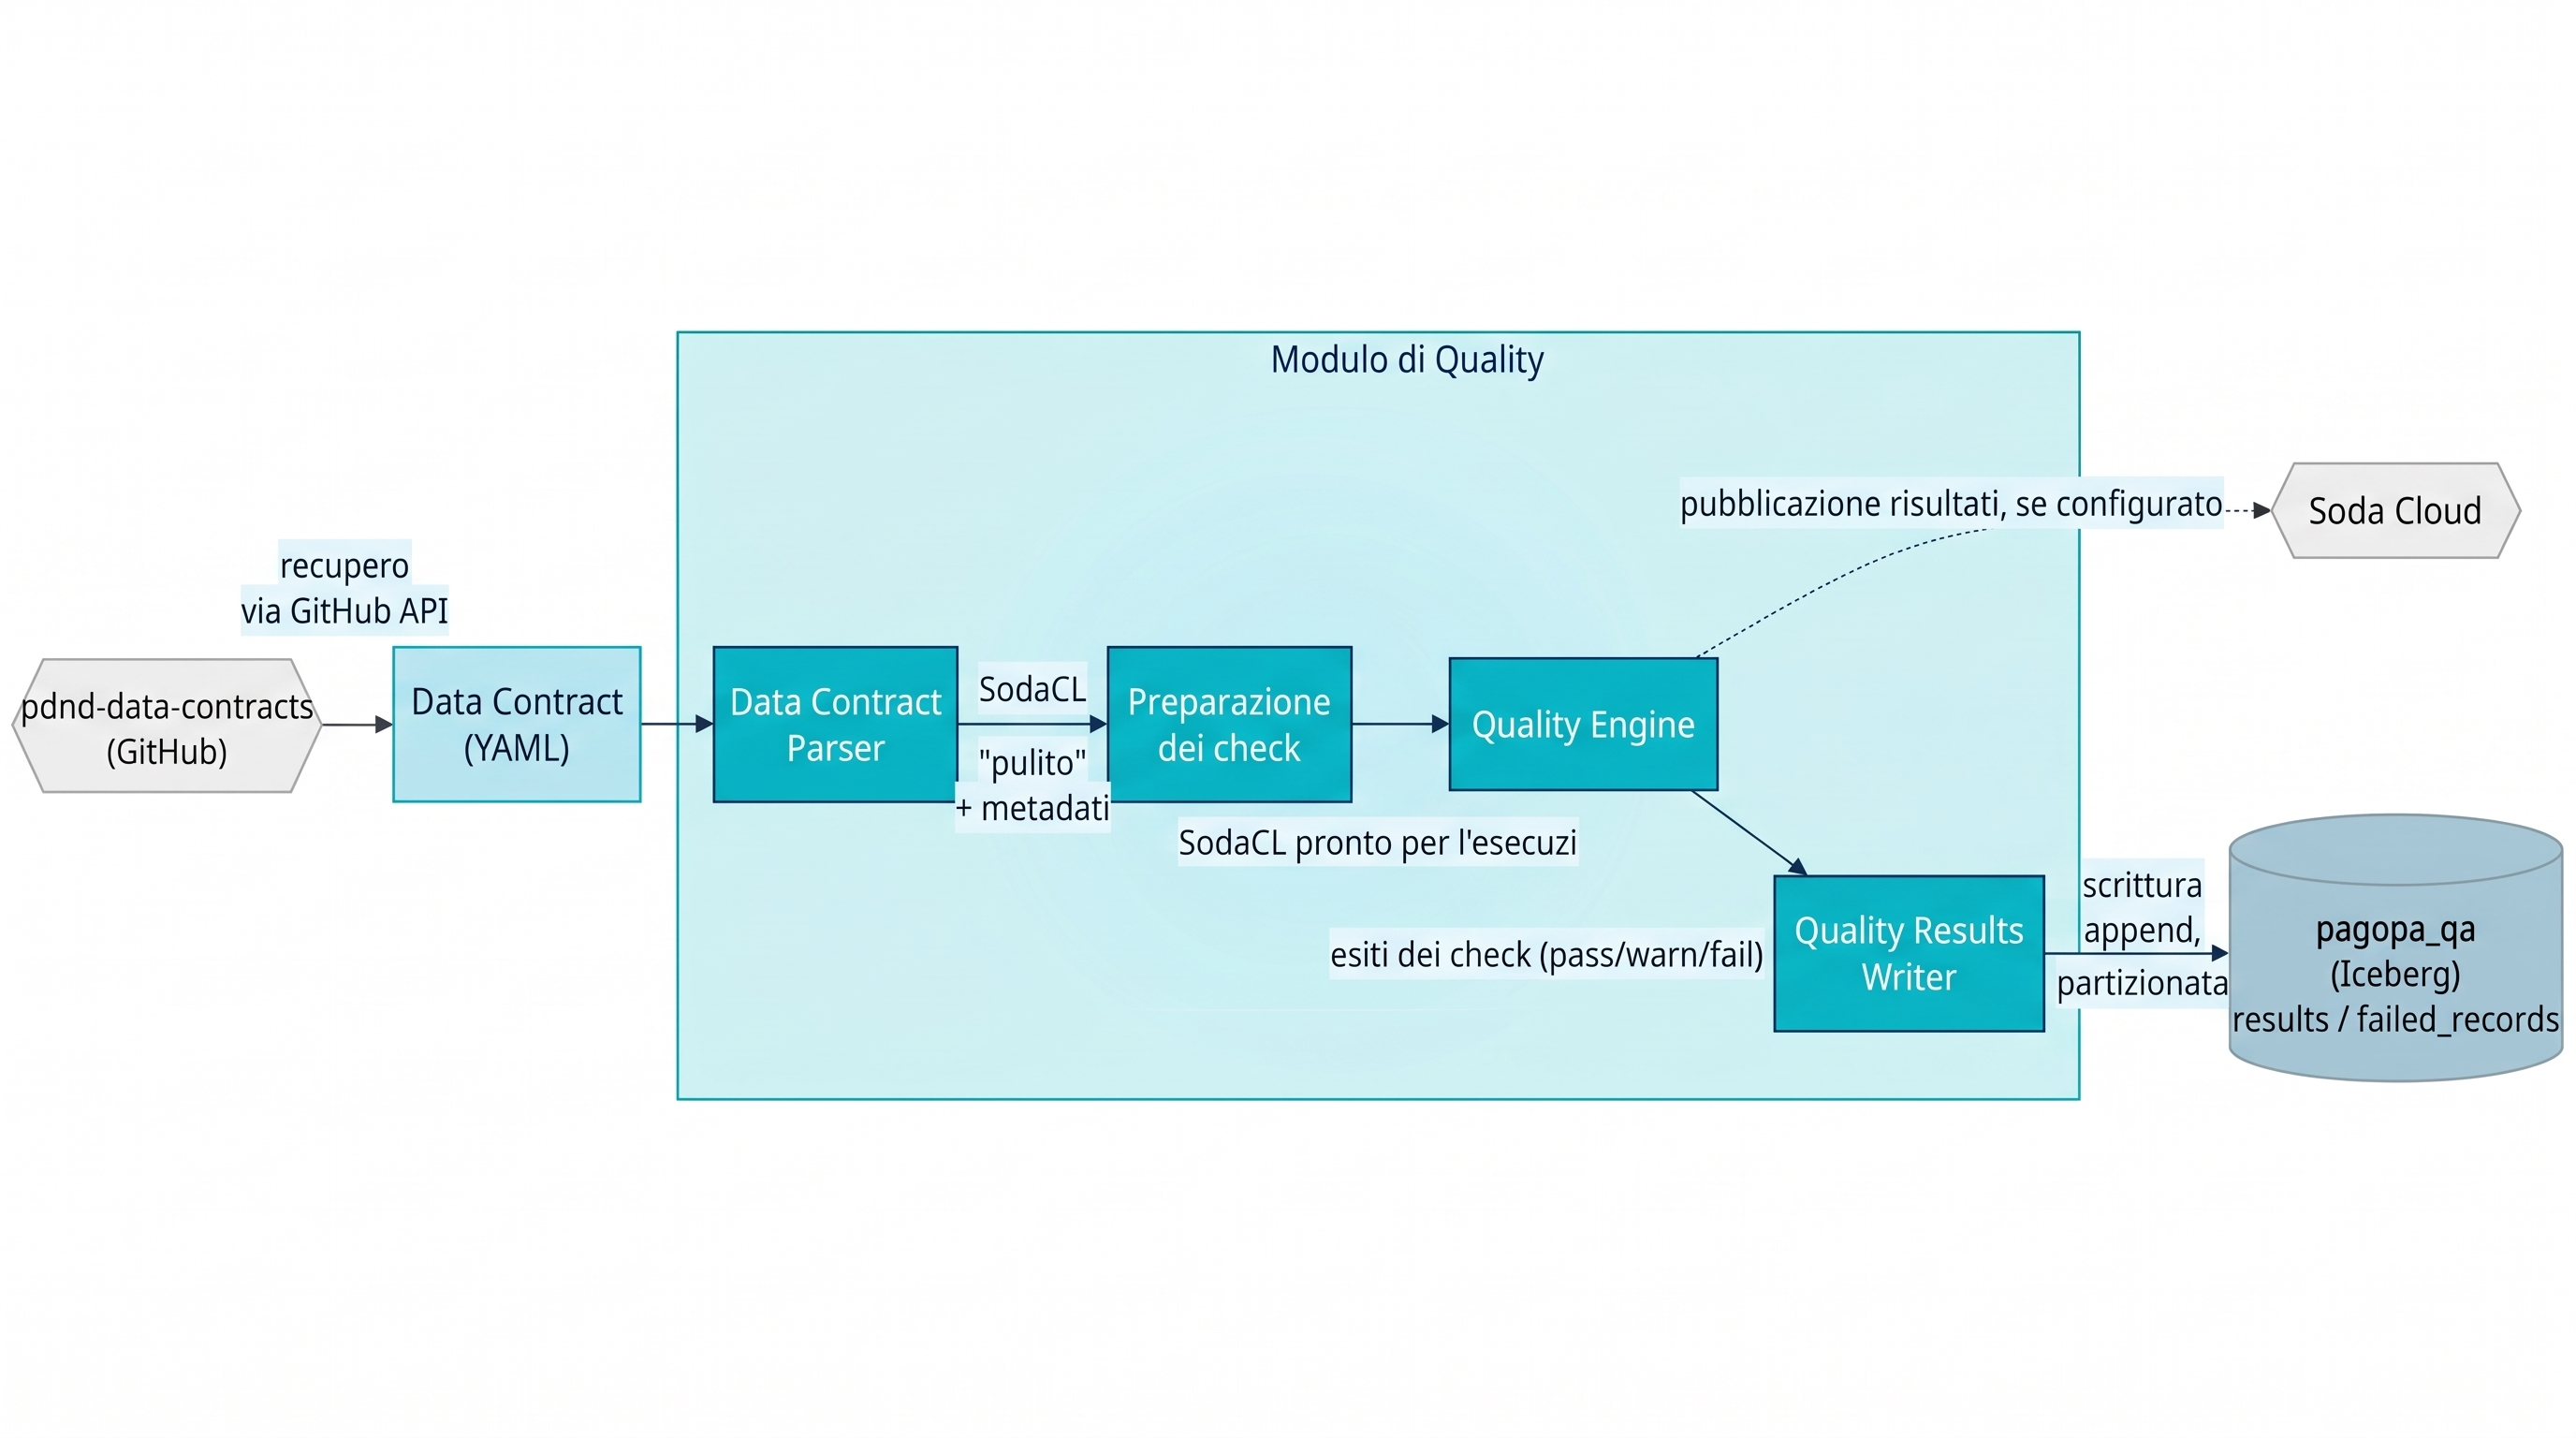 Modulo di Quality
recupero
via GitHub API
pdnd-data-contracts
(GitHub)
Data Contract
(YAML)
Data Contract
Parser
SodaCL
"pulito"
+ metadati
Preparazione
dei check
SodaCL pronto per l'esecuzi
Quality Engine
pubblicazione risultati, se configurato
Soda Cloud
esiti dei check (pass/warn/fail)
Quality Results
Writer
scrittura
append,
partizionata
pagopa_qa
(Iceberg)
results / failed_records